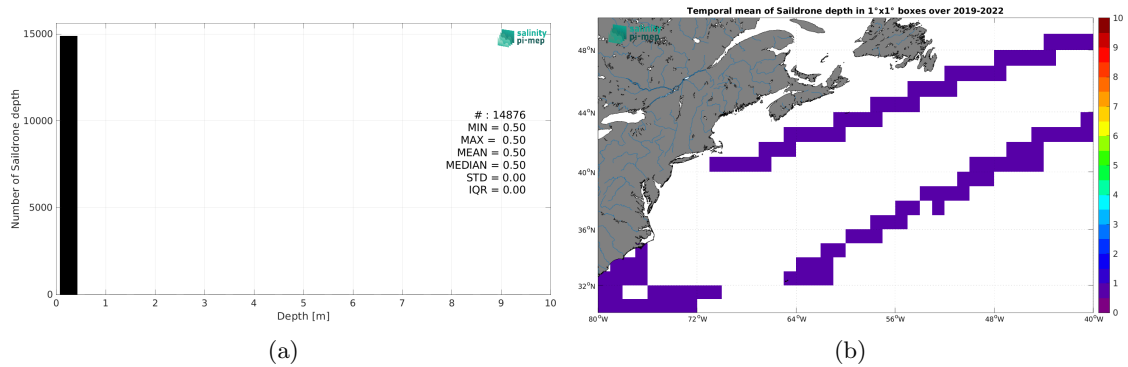 15000
10000
5000
0
Number of Saildrone depth
salinity
pi-mep
# : 14876
MIN = 0.50
MAX = 0.50
MEAN = 0.50
MEDIAN = 0.50
STD = 0.00
IQR = 0.00
0 1 2 3 4 5 6 7 8 9 10
Depth [m]
(a)
Temporal mean of Saildrone depth in 1°x1° boxes over 2019-2022
salinity
pi-mep
48°N
44°N
40°N
36°N
32°N
80°W 72°W 64°W 56°W 48°W 40°W
10
9
8
7
6
5
4
3
2
1
0
(b)